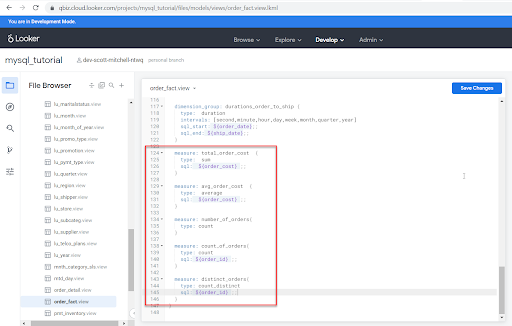 qbiz.cloud.looker.com/projects/mysql_tutorial/files/models/views/order_fact.view.lkml
You are in Development Mode.
Looker
Browse
Explore
Develop
Admin
mysql_tutorial
dev-scott-mitchell-nteq
personal_branch
File Browser
lu_maritalstatus.view
lu_month.view
lu_month_of_year.view
lu_promo_type.view
lu_promotion.view
lu_pymt_type.view
lu_quarter.view
lu_region.view
lu_shipper.view
lu_store.view
lu_subcateg.view
lu_supplier.view
lu_telco_plans.view
lu_year.view
mnth_category_sls.view
mtd_day.view
order_detail.view
order_fact.view
pmt_inventory.view
order_fact.view
Save Changes
116
117 dimension_group: durations_order_to_ship {
118 type: duration
119 intervals: [second,minute,hour,day,week,month,quarter,year]
120 sql_start: ${order_date};;
121 sql_end: ${ship_date};;
122 }
123
124 measure: total_order_cost {
125 type: sum
126 sql: ${order_cost} ;;
127 }
128
129 measure: avg_order_cost {
130 type: average
131 sql: ${order_cost} ;;
132 }
133
134 measure: number_of_orders{
135 type: count
136 }
137
138 measure: count_of_orders{
139 type: count
140 sql: ${order_id} ;;
141 }
142
143 measure: distinct_orders{
144 type: count_distinct
145 sql: ${order_id} ;;
146 }
147 }
148